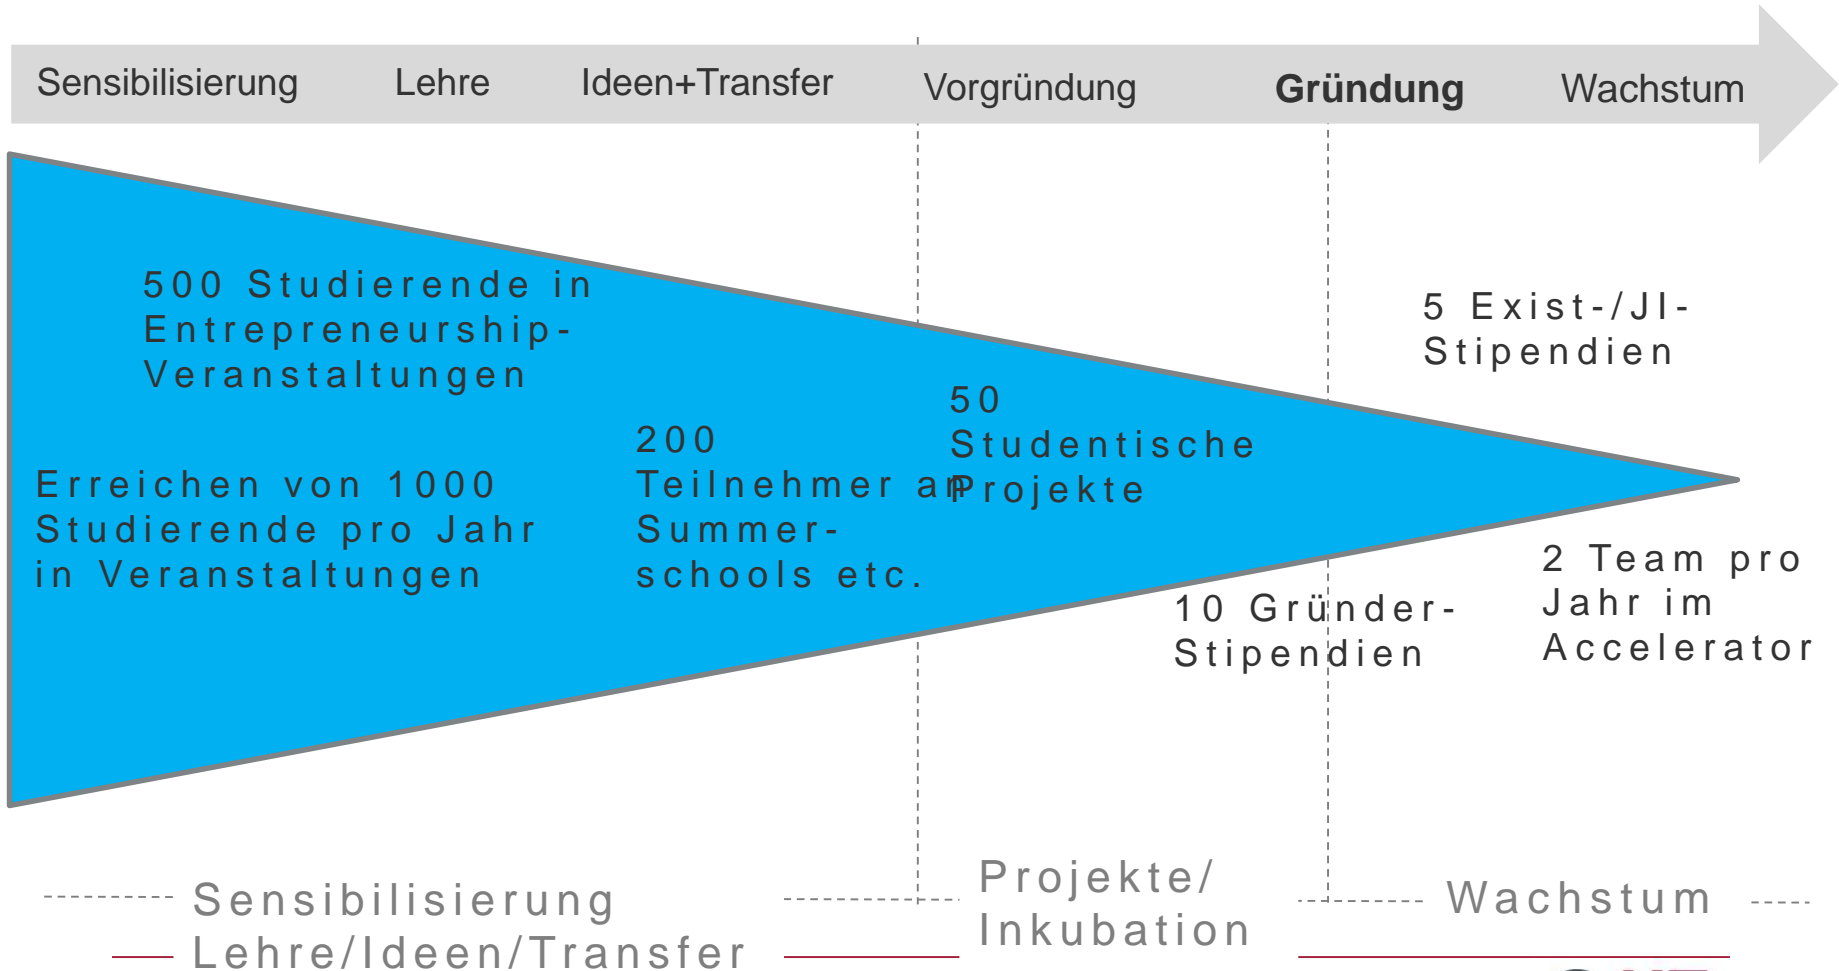 Sensibilisierung Lehre Ideen+Transfer Vorgründung Gründung Wachstum
500 Studierende in
Entrepreneurship-
Veranstaltungen
Erreichen von 1000
Studierende pro Jahr
in Veranstaltungen
200
Teilnehmer an
Summer-
schools etc.
50
Studentische
Projekte
5 Exist-/JI-
Stipendien
10 Gründer-
Stipendien
2 Team pro
Jahr im
Accelerator
Sensibilisierung
Lehre/Ideen/Transfer
Projekte/
Inkubation
Wachstum